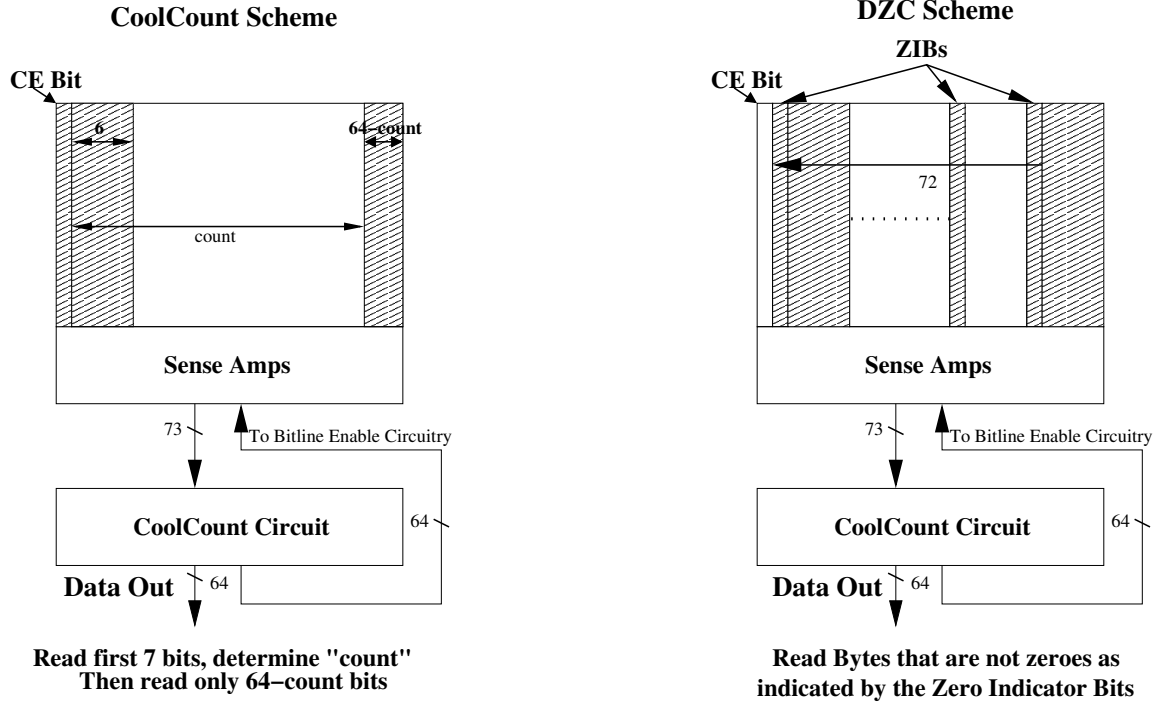 CoolCount Scheme
CE Bit
6
64−count
count
Sense Amps
73
To Bitline Enable Circuitry
CoolCount Circuit
64
Data Out
64
Read first 7 bits, determine "count"
Then read only 64−count bits
DZC Scheme
ZIBs
CE Bit
72
Sense Amps
73
To Bitline Enable Circuitry
CoolCount Circuit
64
Data Out
64
Read Bytes that are not zeroes as
indicated by the Zero Indicator Bits